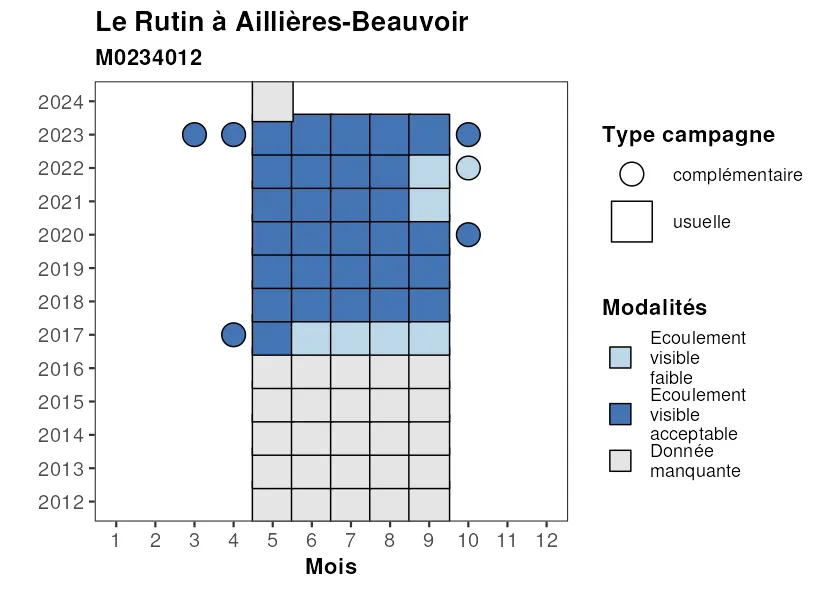 Le Rutin à Aillières-Beauvoir
M0234012
2024
2023
2022
2021
2020
2019
2018
2017
2016
2015
2014
2013
2012
1 2 3 4 5 6 7 8 9 10 11 12
Mois
Type campagne
complémentaire
usuelle
Modalités
Ecoulement
visible
faible
Ecoulement
visible
acceptable
Donnée
manquante